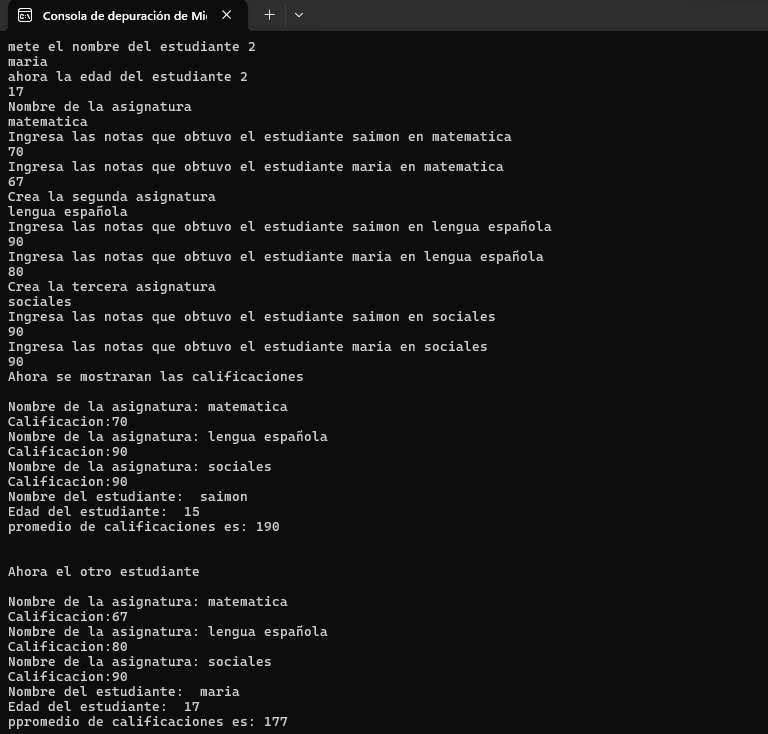 Consola de depuración de Mi
mete el nombre del estudiante 2
maria
ahora la edad del estudiante 2
17
Nombre de la asignatura
matematica
Ingresa las notas que obtuvo el estudiante saimon en matematica
70
Ingresa las notas que obtuvo el estudiante maria en matematica
67
Crea la segunda asignatura
lengua española
Ingresa las notas que obtuvo el estudiante saimon en lengua española
90
Ingresa las notas que obtuvo el estudiante maria en lengua española
80
Crea la tercera asignatura
sociales
Ingresa las notas que obtuvo el estudiante saimon en sociales
90
Ingresa las notas que obtuvo el estudiante maria en sociales
90
Ahora se mostraran las calificaciones
Nombre de la asignatura: matematica
Calificacion:70
Nombre de la asignatura: lengua española
Calificacion:90
Nombre de la asignatura: sociales
Calificacion:90
Nombre del estudiante:  saimon
Edad del estudiante:  15
promedio de calificaciones es: 190
Ahora el otro estudiante
Nombre de la asignatura: matematica
Calificacion:67
Nombre de la asignatura: lengua española
Calificacion:80
Nombre de la asignatura: sociales
Calificacion:90
Nombre del estudiante:  maria
Edad del estudiante:  17
ppromedio de calificaciones es: 177